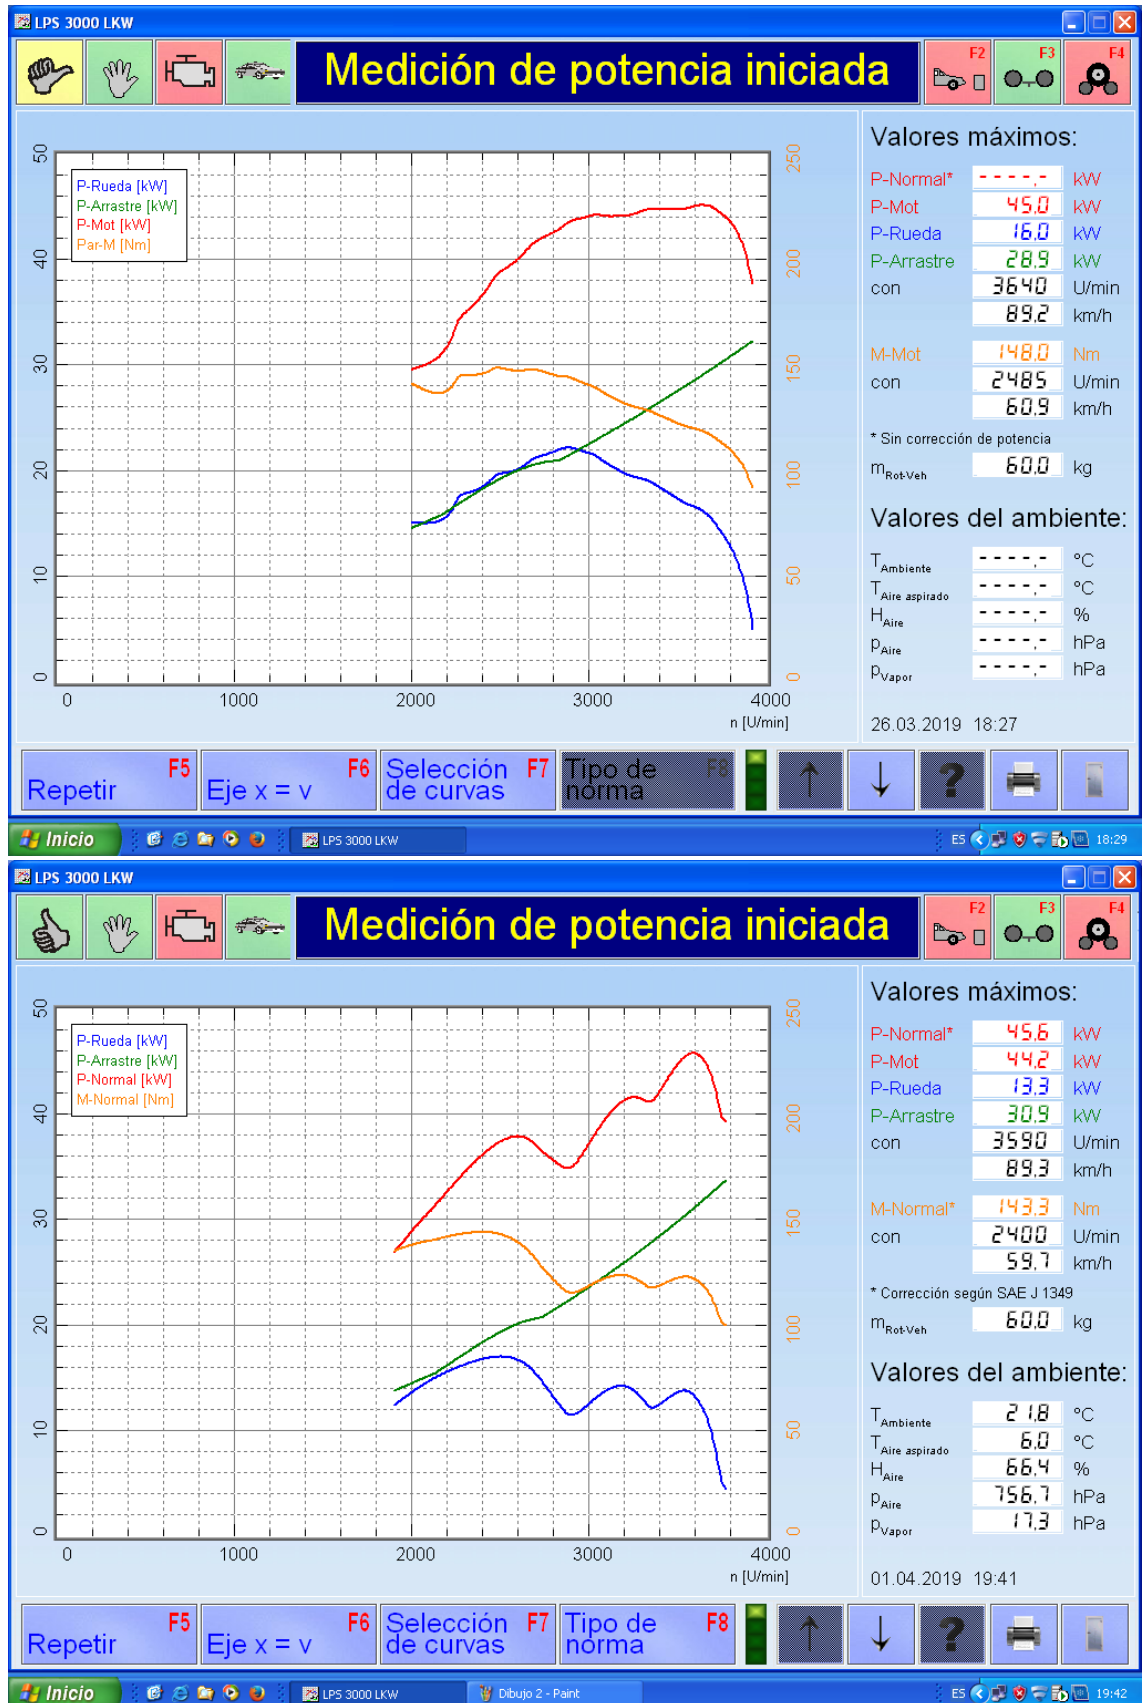 LPS 3000 LKW
Medición de potencia iniciada
F2
F3
F4
50
40
30
20
10
0
P-Rueda [kW]
P-Arrastre [kW]
P-Mot [kW]
Par-M [Nm]
250
200
150
100
50
0
0 1000 2000 3000 4000
n [U/min]
Valores máximos:
P-Normal* ----,- kW
P-Mot 45,0 kW
P-Rueda 16,0 kW
P-Arrastre 28,9 kW
con 3640 U/min
89,2 km/h
M-Mot 148,0 Nm
con 2485 U/min
60,9 km/h
* Sin corrección de potencia
mRot-Veh 60,0 kg
Valores del ambiente:
TAmbiente ----,- °C
TAire aspirado ----,- °C
HAire ----,- %
pAire ----,- hPa
pVapor ----,- hPa
26.03.2019 18:27
Repetir F5
Eje x = v F6
Selección de curvas F7
Tipo de norma F8
Inicio
LPS 3000 LKW
ES
18:29
LPS 3000 LKW
Medición de potencia iniciada
F2
F3
F4
50
40
30
20
10
0
P-Rueda [kW]
P-Arrastre [kW]
P-Normal [kW]
M-Normal [Nm]
250
200
150
100
50
0
0 1000 2000 3000 4000
n [U/min]
Valores máximos:
P-Normal* 45,6 kW
P-Mot 44,2 kW
P-Rueda 13,3 kW
P-Arrastre 30,9 kW
con 3590 U/min
89,3 km/h
M-Normal* 143,3 Nm
con 2400 U/min
59,7 km/h
* Corrección según SAE J 1349
mRot-Veh 60,0 kg
Valores del ambiente:
TAmbiente 21,8 °C
TAire aspirado 6,0 °C
HAire 66,4 %
pAire 756,7 hPa
pVapor 17,3 hPa
01.04.2019 19:41
Repetir F5
Eje x = v F6
Selección de curvas F7
Tipo de norma F8
Inicio
LPS 3000 LKW
Dibujo 2 - Paint
ES
19:42